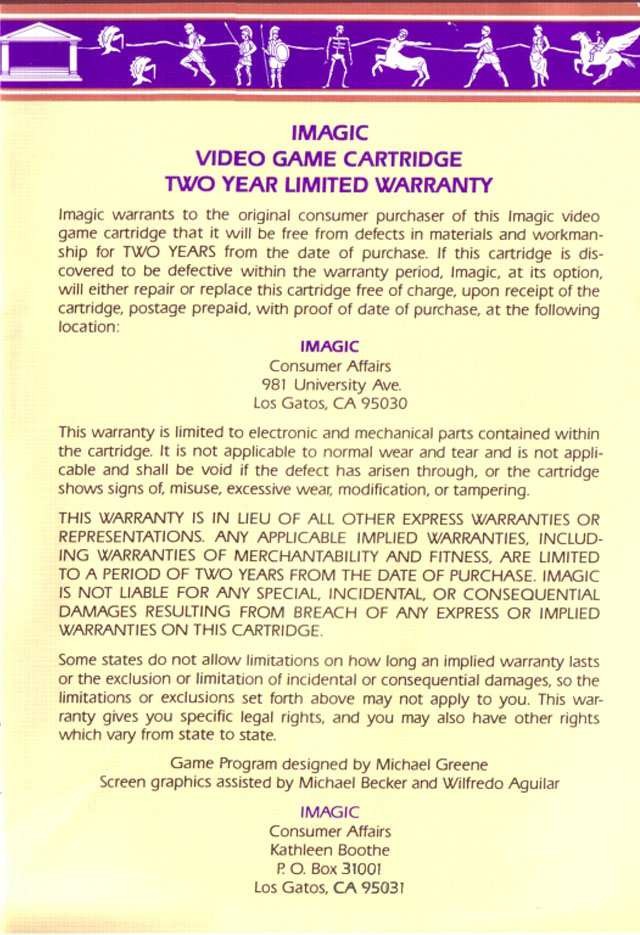 IMAGIC
VIDEO GAME CARTRIDGE
TWO YEAR LIMITED WARRANTY
Imagic warrants to the original consumer purchaser of this Imagic video
game cartridge that it will be free from defects in materials and workman-
ship for TWO YEARS from the date of purchase. If this cartridge is dis-
covered to be defective within the warranty period, Imagic, at its option,
will either repair or replace this cartridge free of charge, upon receipt of the
cartridge, postage prepaid, with proof of date of purchase, at the following
location:
IMAGIC
Consumer Affairs
981 University Ave.
Los Gatos, CA 95030
This warranty is limited to electronic and mechanical parts contained within
the cartridge. It is not applicable to normal wear and tear and is not appli-
cable and shall be void if the defect has arisen through, or the cartridge
shows signs of, misuse, excessive wear, modification, or tampering.
THIS WARRANTY IS IN LIEU OF ALL OTHER EXPRESS WARRANTIES OR
REPRESENTATIONS. ANY APPLICABLE IMPLIED WARRANTIES, INCLUD-
ING WARRANTIES OF MERCHANTABILITY AND FITNESS, ARE LIMITED
TO A PERIOD OF TWO YEARS FROM THE DATE OF PURCHASE. IMAGIC
IS NOT LIABLE FOR ANY SPECIAL, INCIDENTAL, OR CONSEQUENTIAL
DAMAGES RESULTING FROM BREACH OF ANY EXPRESS OR IMPLIED
WARRANTIES ON THIS CARTRIDGE.
Some states do not allow limitations on how long an implied warranty lasts
or the exclusion or limitation of incidental or consequential damages, so the
limitations or exclusions set forth above may not apply to you. This war-
ranty gives you specific legal rights, and you may also have other rights
which vary from state to state.
Game Program designed by Michael Greene
Screen graphics assisted by Michael Becker and Wilfredo Aguilar
IMAGIC
Consumer Affairs
Kathleen Boothe
P. O. Box 31001
Los Gatos, CA 95031